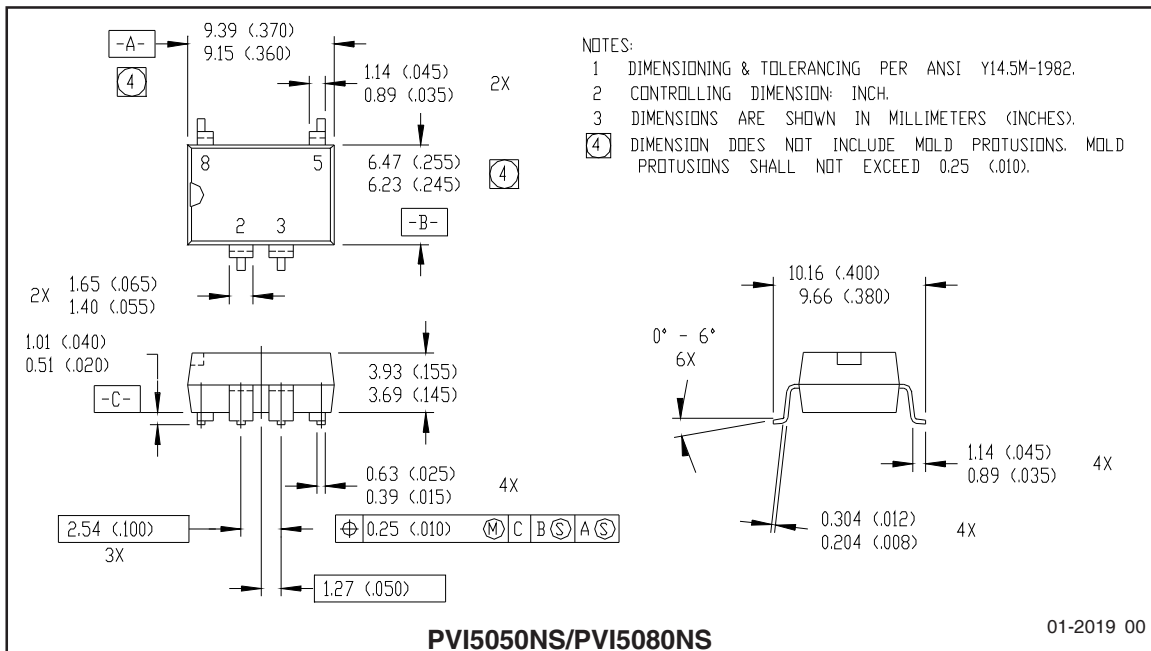 9.39 (.370)
9.15 (.360)
-A-
4
1.14 (.045)
0.89 (.035)
2X
8
5
6.47 (.255)
6.23 (.245)
4
-B-
2
3
2X
1.65 (.065)
1.40 (.055)
NOTES:
1 DIMENSIONING & TOLERANCING PER ANSI Y14.5M-1982.
2 CONTROLLING DIMENSION: INCH.
3 DIMENSIONS ARE SHOWN IN MILLIMETERS (INCHES).
4 DIMENSION DOES NOT INCLUDE MOLD PROTUSIONS. MOLD
PROTUSIONS SHALL NOT EXCEED 0.25 (.010).
1.01 (.040)
0.51 (.020)
-C-
3.93 (.155)
3.69 (.145)
0.63 (.025)
0.39 (.015)
4X
2.54 (.100)
3X
⌖ 0.25 (.010) Ⓜ C B Ⓢ A Ⓢ
1.27 (.050)
10.16 (.400)
9.66 (.380)
0° - 6°
6X
1.14 (.045)
0.89 (.035)
4X
0.304 (.012)
0.204 (.008)
4X
PVI5050NS/PVI5080NS
01-2019 00